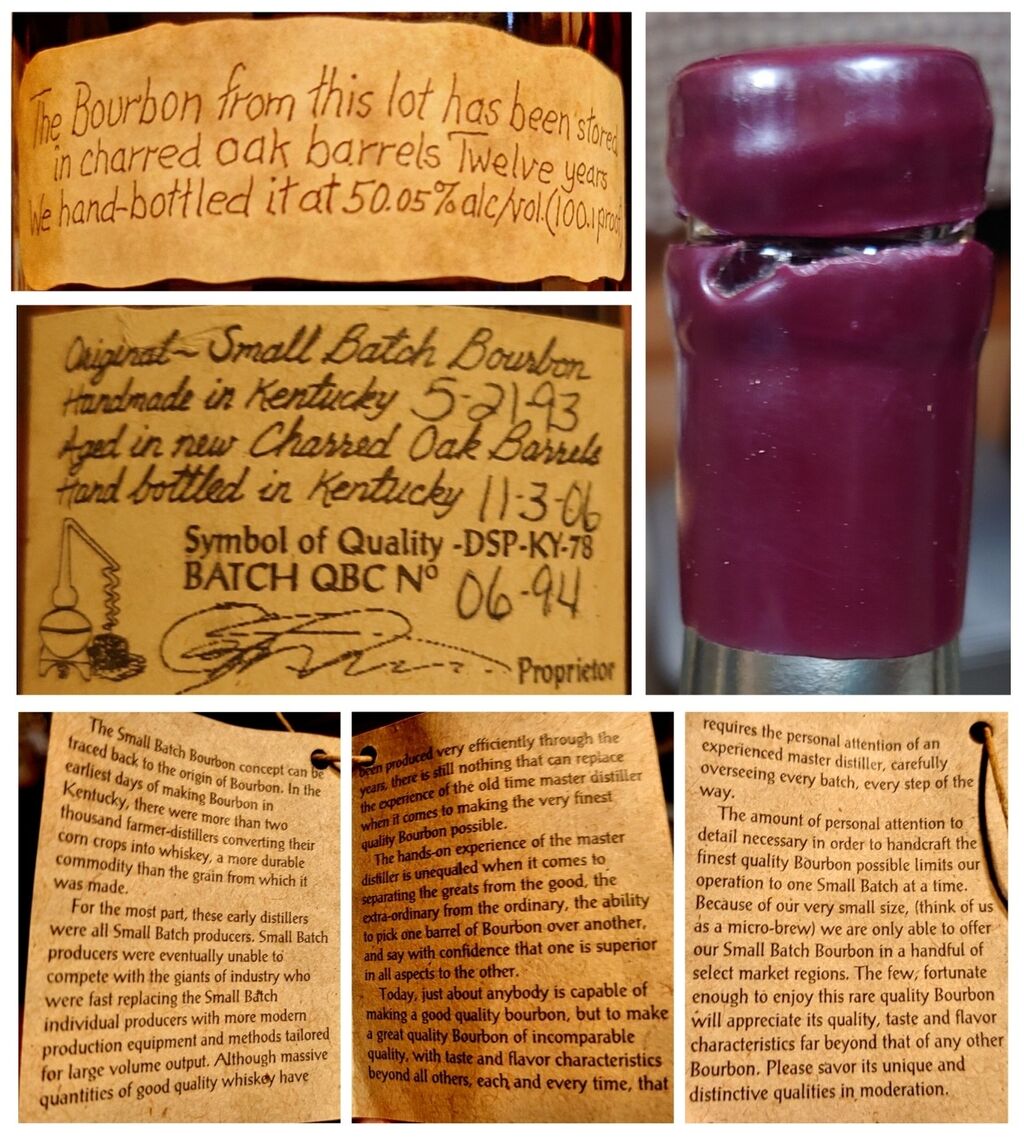 The Bourbon from this lot has been stored
in charred oak barrels Twelve years
We hand-bottled it at 50.05% alc/vol. (100.1 proof
Original~ Small Batch Bourbon
Handmade in Kentucky 5-21-93
Aged in new Charred Oak Barrels
Hand bottled in Kentucky 11-3-06
Symbol of Quality -DSP-KY-78
BATCH QBC Nº 06-94
Proprietor
The Small Batch Bourbon concept can be
traced back to the origin of Bourbon. In the
earliest days of making Bourbon in
Kentucky, there were more than two
thousand farmer-distillers converting their
corn crops into whiskey, a more durable
commodity than the grain from which it
was made.
For the most part, these early distillers
were all Small Batch producers. Small Batch
producers were eventually unable to
compete with the giants of industry who
were fast replacing the Small Batch
individual producers with more modern
production equipment and methods tailored
for large volume output. Although massive
quantities of good quality whiskey have
been produced very efficiently through the
years, there is still nothing that can replace
the experience of the old time master distiller
when it comes to making the very finest
quality Bourbon possible.
The hands-on experience of the master
distiller is unequaled when it comes to
separating the greats from the good, the
extra-ordinary from the ordinary, the ability
to pick one barrel of Bourbon over another,
and say with confidence that one is superior
in all aspects to the other.
Today, just about anybody is capable of
making a good quality bourbon, but to make
a great quality Bourbon of incomparable
quality, with taste and flavor characteristics
beyond all others, each and every time, that
requires the personal attention of an
experienced master distiller, carefully
overseeing every batch, every step of the
way.
The amount of personal attention to
detail necessary in order to handcraft the
finest quality Bourbon possible limits our
operation to one Small Batch at a time.
Because of our very small size, (think of us
as a micro-brew) we are only able to offer
our Small Batch Bourbon in a handful of
select market regions. The few, fortunate
enough to enjoy this rare quality Bourbon
will appreciate its quality, taste and flavor
characteristics far beyond that of any other
Bourbon. Please savor its unique and
distinctive qualities in moderation.